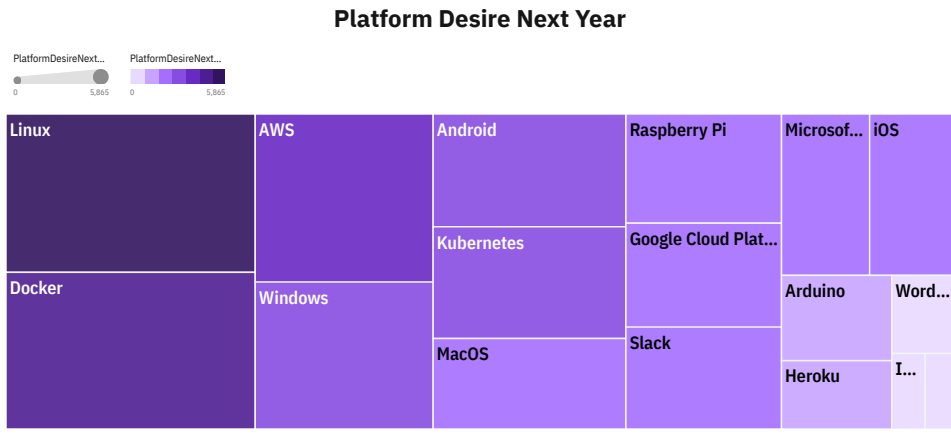 Platform Desire Next Year
PlatformDesireNext...
PlatformDesireNext...
0
5,865
0
5,865
Linux
AWS
Android
Raspberry Pi
Microsof...
iOS
Kubernetes
Google Cloud Plat...
Docker
Windows
Arduino
Word...
Slack
MacOS
Heroku
I...